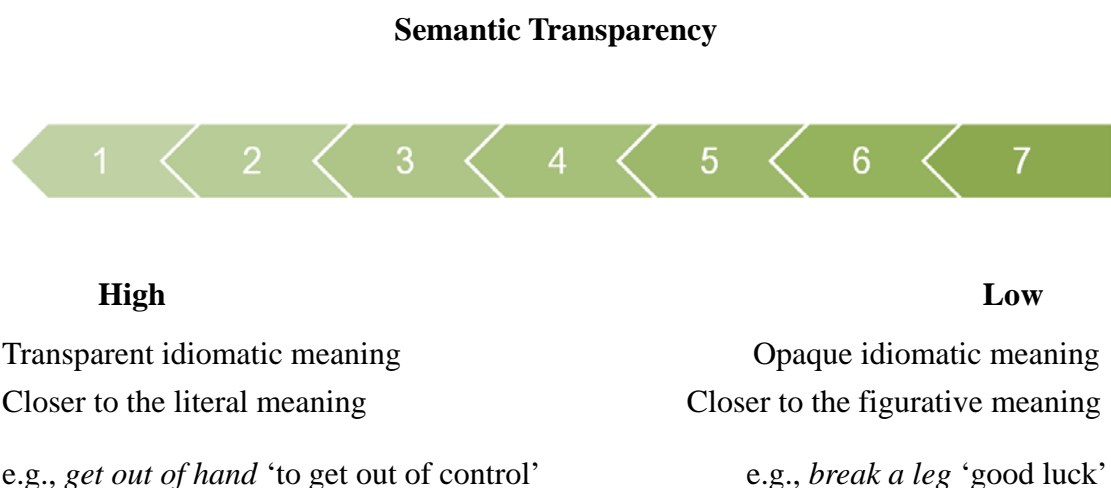 Semantic Transparency
1 2 3 4 5 6 7
High Low
Transparent idiomatic meaning Opaque idiomatic meaning
Closer to the literal meaning Closer to the figurative meaning
e.g., get out of hand ‘to get out of control’ e.g., break a leg ‘good luck’